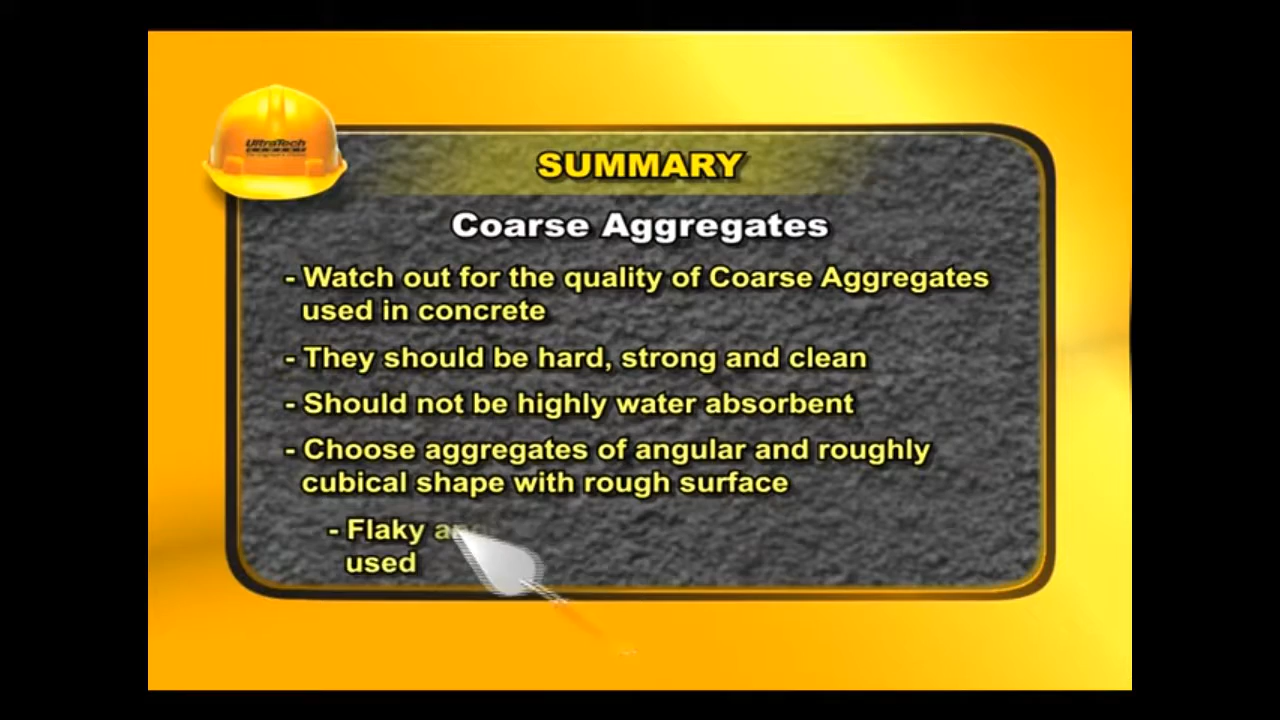 UltraTech
CEMENT
SUMMARY
Coarse Aggregates
- Watch out for the quality of Coarse Aggregates
used in concrete
- They should be hard, strong and clean
- Should not be highly water absorbent
- Choose aggregates of angular and roughly
cubical shape with rough surface
- Flaky
used